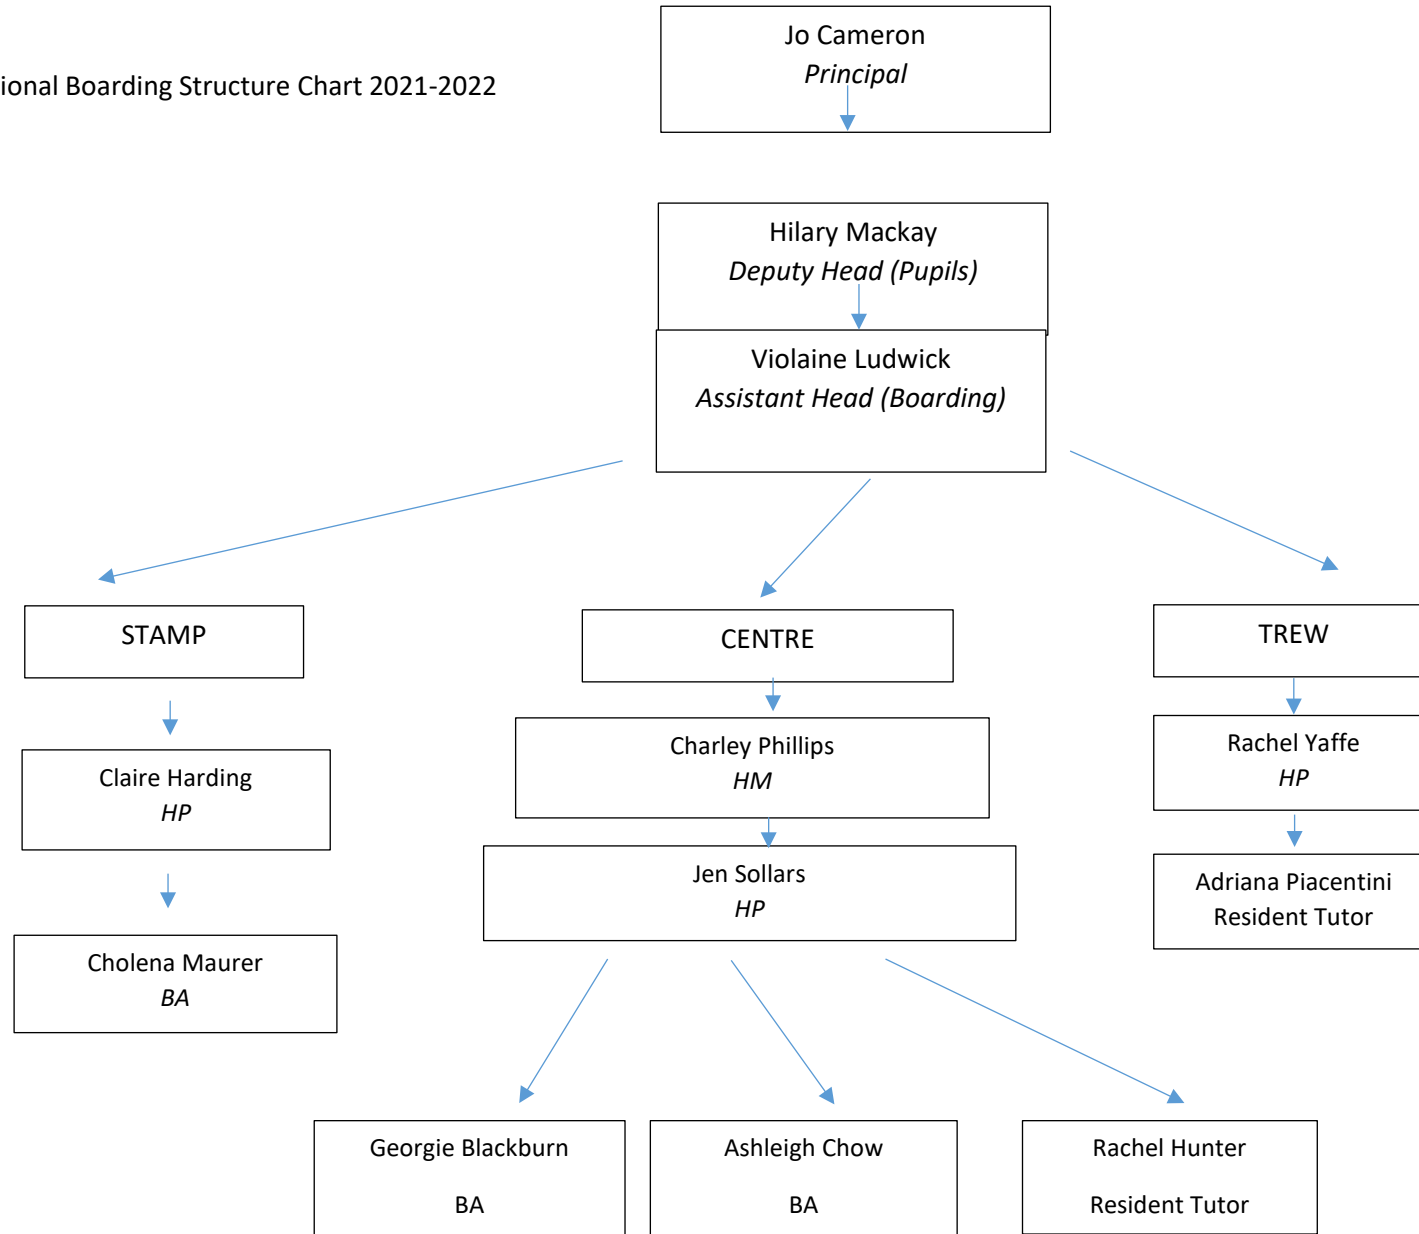 Jo Cameron
Principal
ional Boarding Structure Chart 2021-2022
Hilary Mackay
Deputy Head (Pupils)
Violaine Ludwick
Assistant Head (Boarding)
STAMP
CENTRE
TREW
Claire Harding
HP
Charley Phillips
HM
Rachel Yaffe
HP
Jen Sollars
HP
Adriana Piacentini
Resident Tutor
Cholena Maurer
BA
Georgie Blackburn
BA
Ashleigh Chow
BA
Rachel Hunter
Resident Tutor